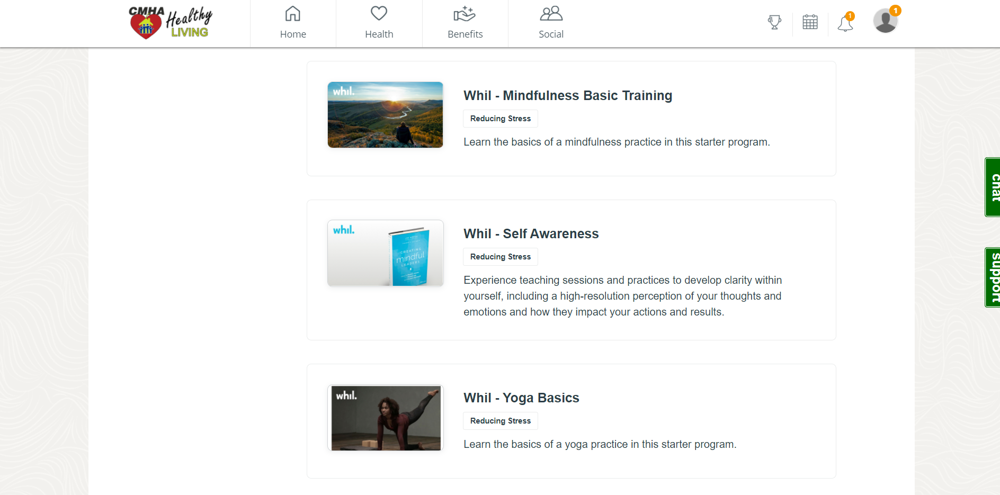 CMHA Healthy
LIVING
Home
Health
Benefits
Social
1
1
whil.
Whil - Mindfulness Basic Training
Reducing Stress
Learn the basics of a mindfulness practice in this starter program.
chat
whil.
CREATING
mindful
LEADERS
Whil - Self Awareness
Reducing Stress
Experience teaching sessions and practices to develop clarity within
yourself, including a high-resolution perception of your thoughts and
emotions and how they impact your actions and results.
support
whil.
Whil - Yoga Basics
Reducing Stress
Learn the basics of a yoga practice in this starter program.